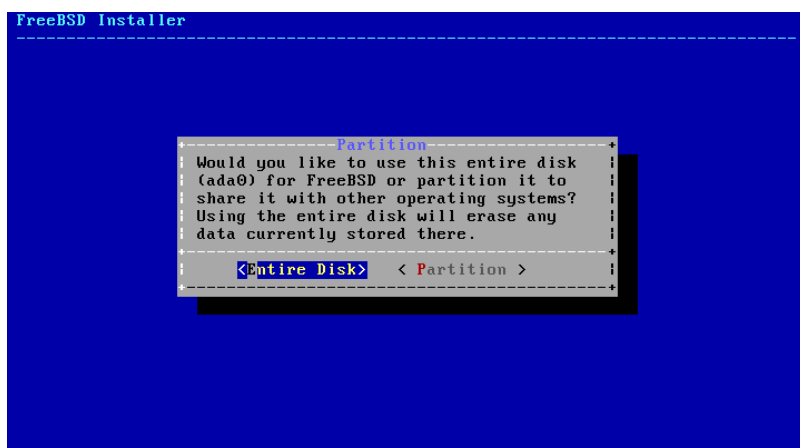 FreeBSD Installer
Partition
Would you like to use this entire disk
(ada0) for FreeBSD or partition it to
share it with other operating systems?
Using the entire disk will erase any
data currently stored there.
<Entire Disk> < Partition >